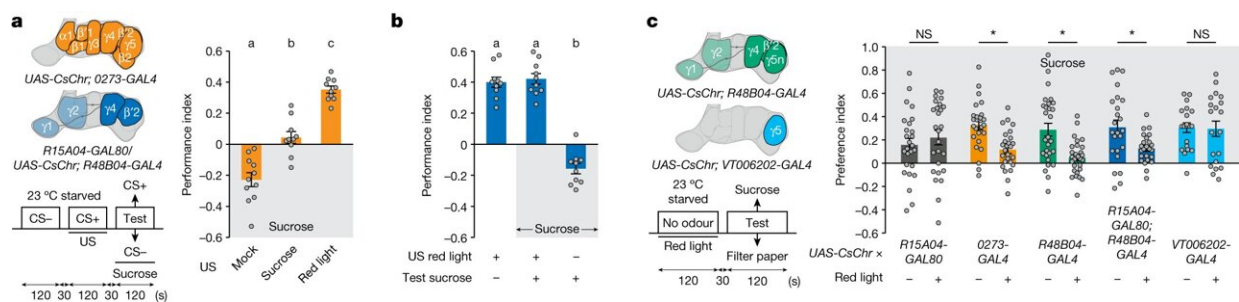 a
α1
β′1
β1
γ3
γ4
β′2
γ5
β2
UAS-CsChr; 0273-GAL4
γ1
γ2
γ4
β′2
R15A04-GAL80/
UAS-CsChr; R48B04-GAL4
23 °C starved
CS+
CS–
CS+
Test
US
CS–
Sucrose
120
30
120
30
120
(s)
Performance index
0.6
0.4
0.2
0
−0.2
−0.4
−0.6
a
b
c
Sucrose
US
Mock
Sucrose
Red light
b
Performance index
0.6
0.4
0.2
0
−0.2
−0.4
−0.6
a
a
b
Sucrose
US red light
+
+
–
Test sucrose
–
+
+
c
γ1
γ2
γ4
β′2
γ5n
UAS-CsChr; R48B04-GAL4
γ5
UAS-CsChr; VT006202-GAL4
23 °C
starved
Sucrose
No odour
Test
Red light
Filter paper
120
30
120
(s)
Preference index
1.0
0.8
0.6
0.4
0.2
0
−0.2
−0.4
−0.6
NS
*
*
*
NS
Sucrose
UAS-CsChr ×
R15A04-
GAL80
0273-
GAL4
R48B04-
GAL4
R15A04-
GAL80;
R48B04-
GAL4
VT006202-
GAL4
Red light
– + – + – + – + – +